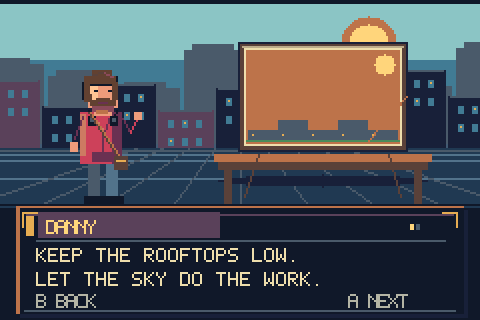 DANNY
KEEP THE ROOFTOPS LOW.
LET THE SKY DO THE WORK.
B BACK
A NEXT